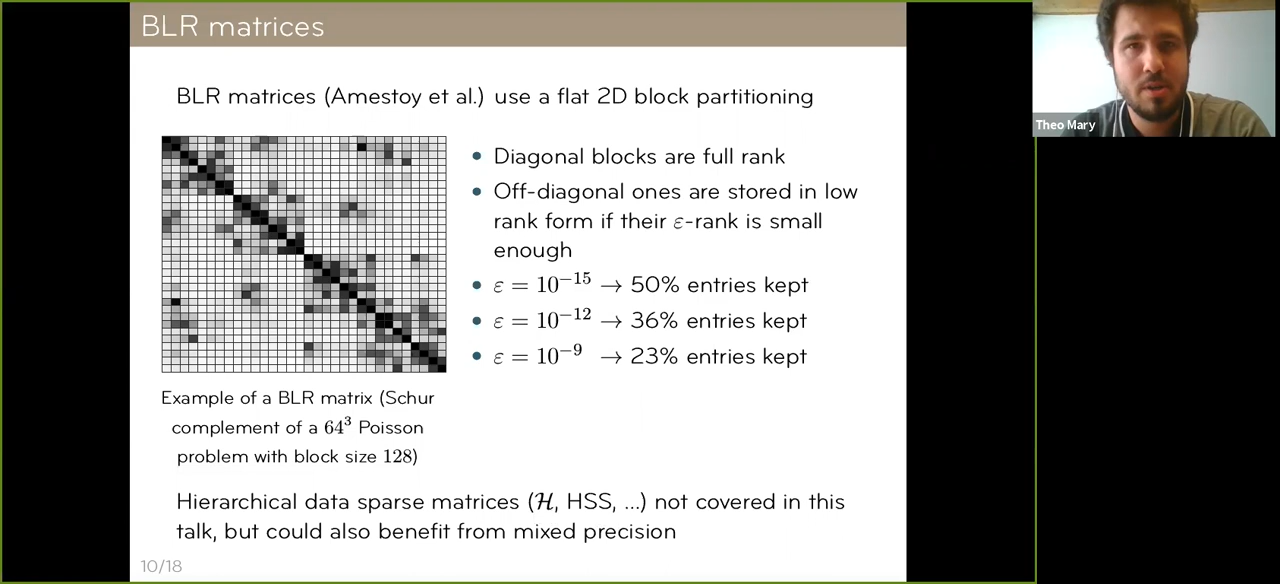 BLR matrices
Theo Mary
BLR matrices (Amestoy et al.) use a flat 2D block partitioning
• Diagonal blocks are full rank
• Off-diagonal ones are stored in low
rank form if their ε-rank is small
enough
• ε = 10⁻¹⁵ → 50% entries kept
• ε = 10⁻¹² → 36% entries kept
• ε = 10⁻⁹ → 23% entries kept
Example of a BLR matrix (Schur
complement of a 64³ Poisson
problem with block size 128)
Hierarchical data sparse matrices (ℋ, HSS, ...) not covered in this
talk, but could also benefit from mixed precision
10/18